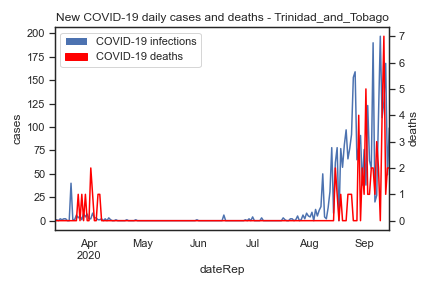 New COVID-19 daily cases and deaths - Trinidad_and_Tobago
COVID-19 infections
COVID-19 deaths
200
175
150
125
100
75
50
25
0
cases
7
6
5
4
3
2
1
0
deaths
Apr May Jun Jul Aug Sep
2020
dateRep